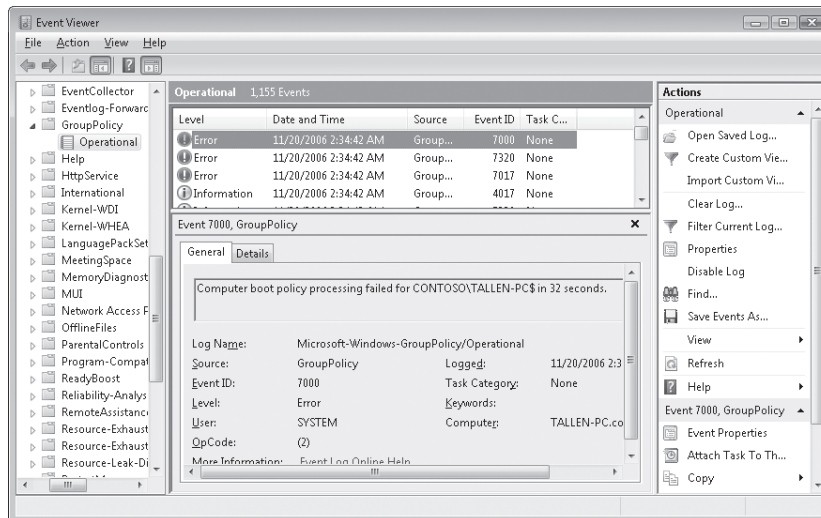 Event Viewer
File Action View Help
EventCollector
Eventlog-Forwarc
GroupPolicy
Operational
Help
HttpService
International
Kernel-WDI
Kernel-WHEA
LanguagePackSet
MeetingSpace
MemoryDiagnost
MUI
Network Access P
OfflineFiles
ParentalControls
Program-Compat
ReadyBoost
Reliability-Analys
RemoteAssistanc
Resource-Exhaust
Resource-Exhaust
Resource-Leak-Di
Operational 1,155 Events
Level Date and Time Source Event ID Task C...
Error 11/20/2006 2:34:42 AM Group... 7000 None
Error 11/20/2006 2:34:42 AM Group... 7320 None
Error 11/20/2006 2:34:42 AM Group... 7017 None
Information 11/20/2006 2:34:42 AM Group... 4017 None
Event 7000, GroupPolicy
General Details
Computer boot policy processing failed for CONTOSO\TALLEN-PC$ in 32 seconds.
Log Name: Microsoft-Windows-GroupPolicy/Operational
Source: GroupPolicy Logged: 11/20/2006 2:3
Event ID: 7000 Task Category: None
Level: Error Keywords:
User: SYSTEM Computer: TALLEN-PC.co
OpCode: (2)
More Information: Event Log Online Help
Actions
Operational
Open Saved Log...
Create Custom Vie...
Import Custom Vi...
Clear Log...
Filter Current Log...
Properties
Disable Log
Find...
Save Events As...
View
Refresh
Help
Event 7000, GroupPolicy
Event Properties
Attach Task To Th...
Copy